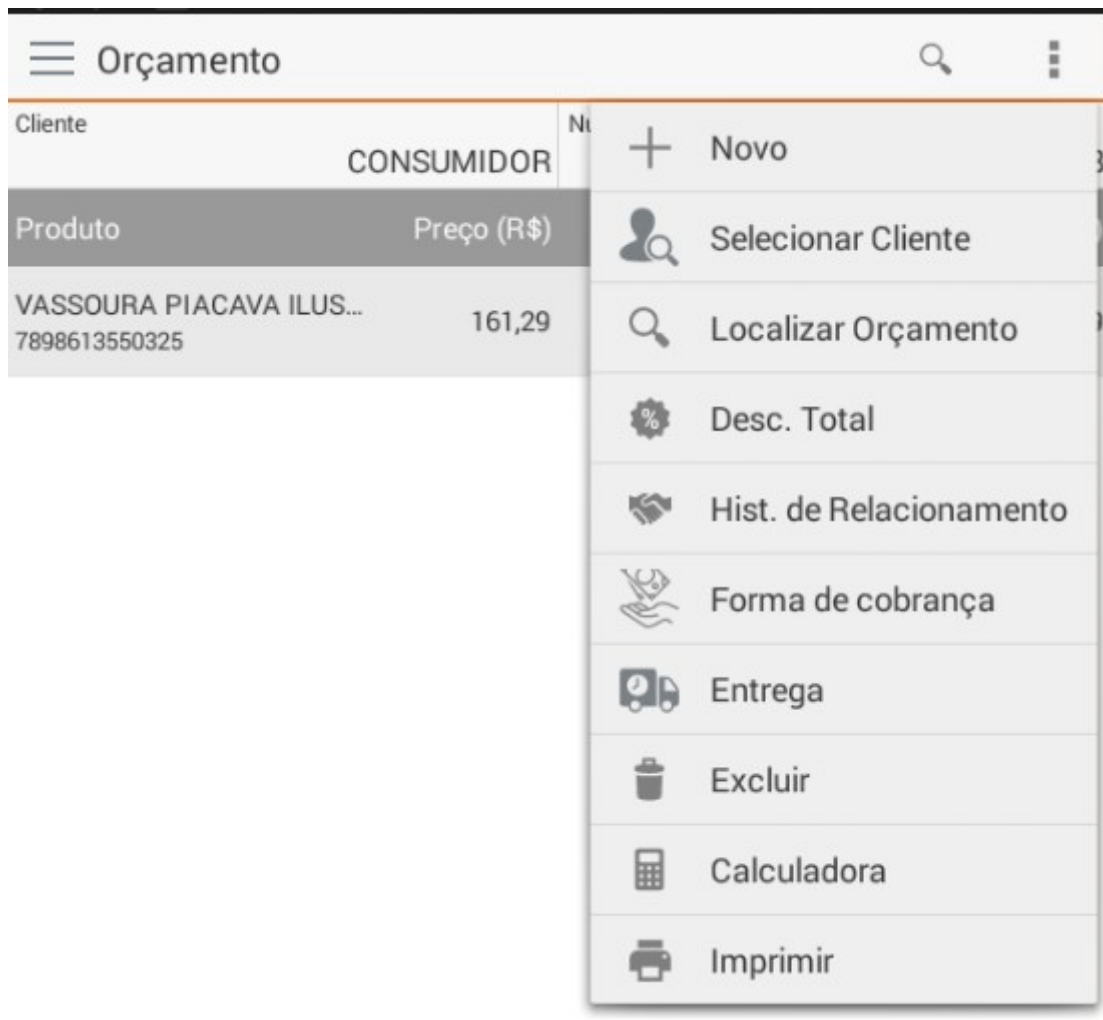 Orçamento
Cliente
CONSUMIDOR
Produto Preço (R$)
VASSOURA PIACAVA ILUS... 161,29
7898613550325
Novo
Selecionar Cliente
Localizar Orçamento
Desc. Total
Hist. de Relacionamento
Forma de cobrança
Entrega
Excluir
Calculadora
Imprimir